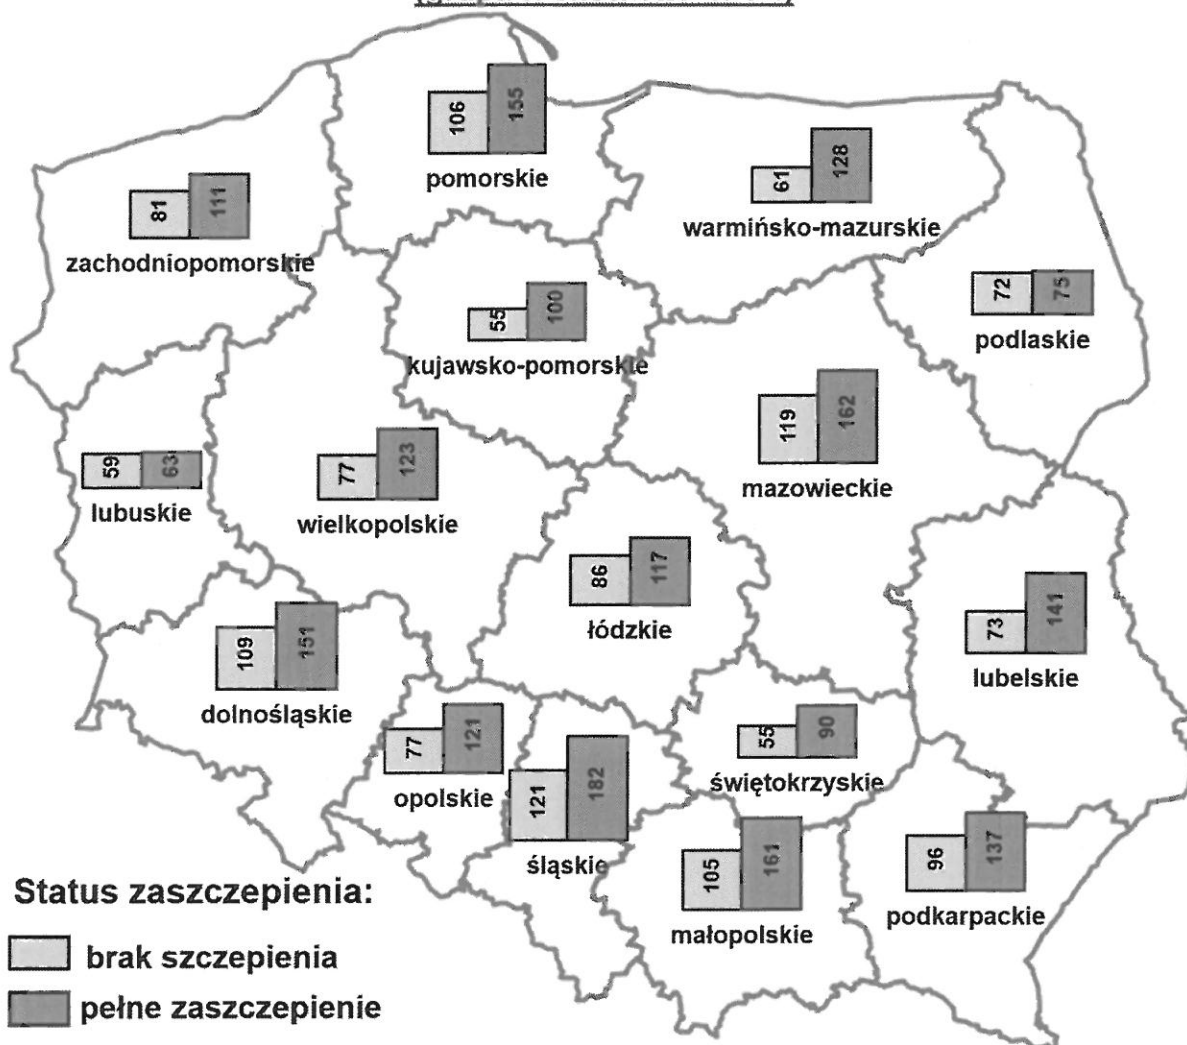 106
155
pomorskie
61
128
warmińsko-mazurskie
81
111
zachodniopomorskie
72
75
podlaskie
55
100
kujawsko-pomorskie
119
162
mazowieckie
59
63
lubuskie
77
123
wielkopolskie
86
117
łódzkie
73
141
lubelskie
109
151
dolnośląskie
77
121
opolskie
55
90
świętokrzyskie
121
182
śląskie
105
161
małopolskie
96
137
podkarpackie
Status zaszczepienia:
brak szczepienia
pełne zaszczepienie